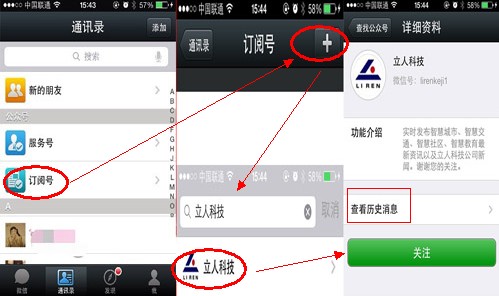 中国联通 15:43 57%
通讯录 添加
搜索
新的朋友
公众号
服务号
订阅号
A
A
B
C
D
E
F
G
H
I
J
K
L
M
N
O
微信 通讯录 发现 我
中国联通 15:44 58%
通讯录 订阅号 +
中国联通 15:44 58%
立人科技 取消
LI REN 立人科技
中国联通 15:44 58%
查找公众号 详细资料
LI REN 立人科技
微信号: lirenkeji1
功能介绍 实时发布智慧城市、智慧交
通、智慧社区、智慧教育最
新资讯以及立人科技公司新
闻。谢谢您的关注。
查看历史消息
关注